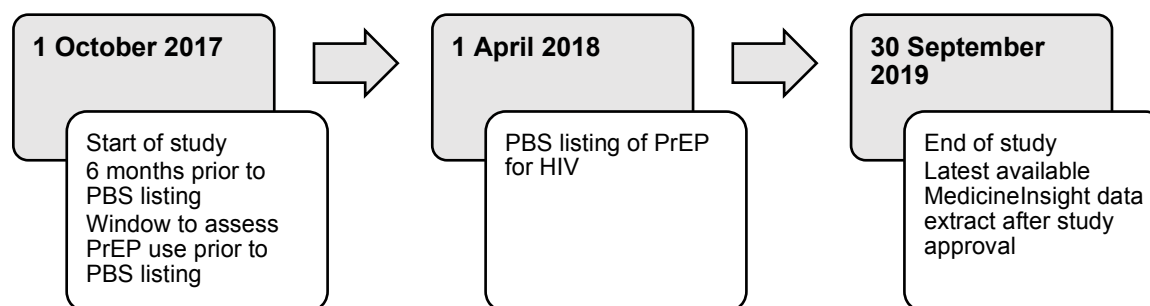 1 October 2017
Start of study
6 months prior to
PBS listing
Window to assess
PrEP use prior to
PBS listing
1 April 2018
PBS listing of PrEP
for HIV
30 September
2019
End of study
Latest available
MedicineInsight data
extract after study
approval